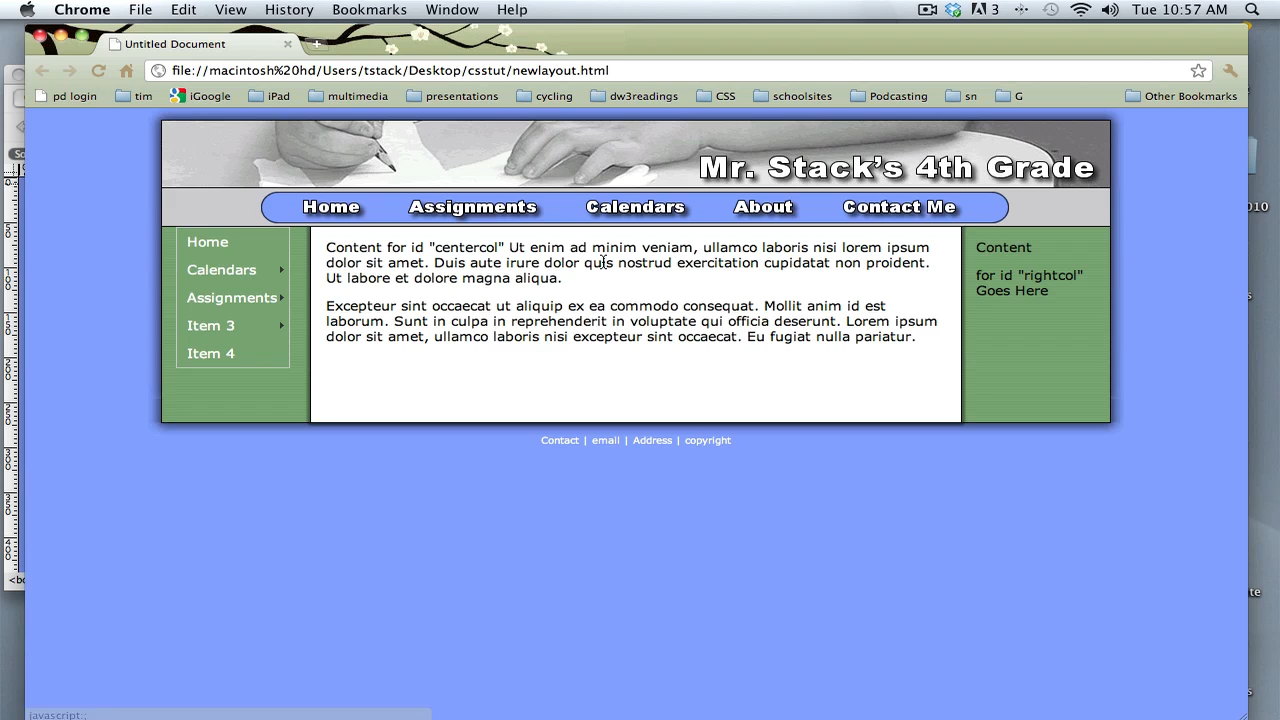 Chrome File Edit View History Bookmarks Window Help 3 Tue 10:57 AM
Untitled Document
file://macintosh%20hd/Users/tstack/Desktop/csstut/newlayout.html
pd login tim iGoogle iPad multimedia presentations cycling dw3readings CSS schoolsites Podcasting sn G Other Bookmarks
Mr. Stack's 4th Grade
Home Assignments Calendars About Contact Me
Home
Calendars
Assignments
Item 3
Item 4
Content for id "centercol" Ut enim ad minim veniam, ullamco laboris nisi lorem ipsum
dolor sit amet. Duis aute irure dolor quis nostrud exercitation cupidatat non proident.
Ut labore et dolore magna aliqua.
Excepteur sint occaecat ut aliquip ex ea commodo consequat. Mollit anim id est
laborum. Sunt in culpa in reprehenderit in voluptate qui officia deserunt. Lorem ipsum
dolor sit amet, ullamco laboris nisi excepteur sint occaecat. Eu fugiat nulla pariatur.
Content
for id "rightcol"
Goes Here
Contact | email | Address | copyright
javascript:;